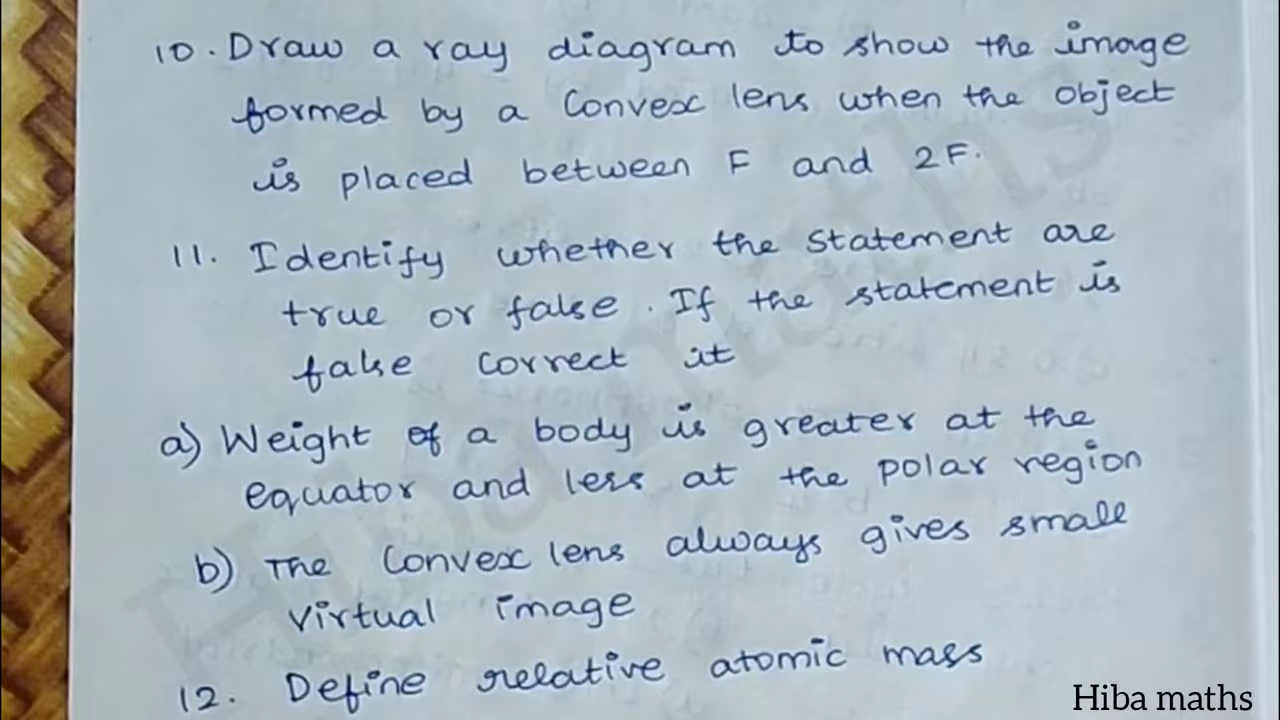 10. Draw a ray diagram to show the image
formed by a Convex lens when the object
is placed between F and 2F.
11. Identify whether the statement are
true or false. If the statement is
false correct it
a) Weight of a body is greater at the
equator and less at the polar region
b) The Convex lens always gives small
virtual image
12. Define relative atomic mass
Hiba maths
Hiba maths